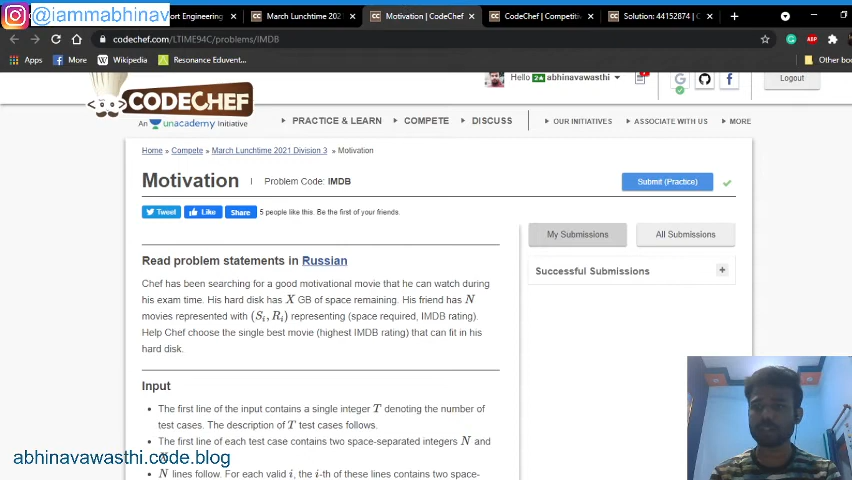 @iammabhinav
ort Engineering
March Lunchtime 202
Motivation | CodeChef
CodeChef | Competiti
Solution: 44152874 | C
codechef.com/LTIME94C/problems/IMDB
ABP
Apps
More
Wikipedia
Resonance Eduvent...
Other boo
CODECHEF
An unacademy Initiative
Hello 2★ abhinavawasthi
Logout
PRACTICE & LEARN
COMPETE
DISCUSS
OUR INITIATIVES
ASSOCIATE WITH US
MORE
Home » Compete » March Lunchtime 2021 Division 3 » Motivation
Motivation
Problem Code: IMDB
Submit (Practice)
Tweet
Like
Share
5 people like this. Be the first of your friends.
My Submissions
All Submissions
Successful Submissions
Read problem statements in Russian
Chef has been searching for a good motivational movie that he can watch during
his exam time. His hard disk has X GB of space remaining. His friend has N
movies represented with (Si, Ri) representing (space required, IMDB rating).
Help Chef choose the single best movie (highest IMDB rating) that can fit in his
hard disk.
Input
The first line of the input contains a single integer T denoting the number of
test cases. The description of T test cases follows.
The first line of each test case contains two space-separated integers N and
abhinavawasthi.code.blog
N lines follow. For each valid i, the i-th of these lines contains two space-